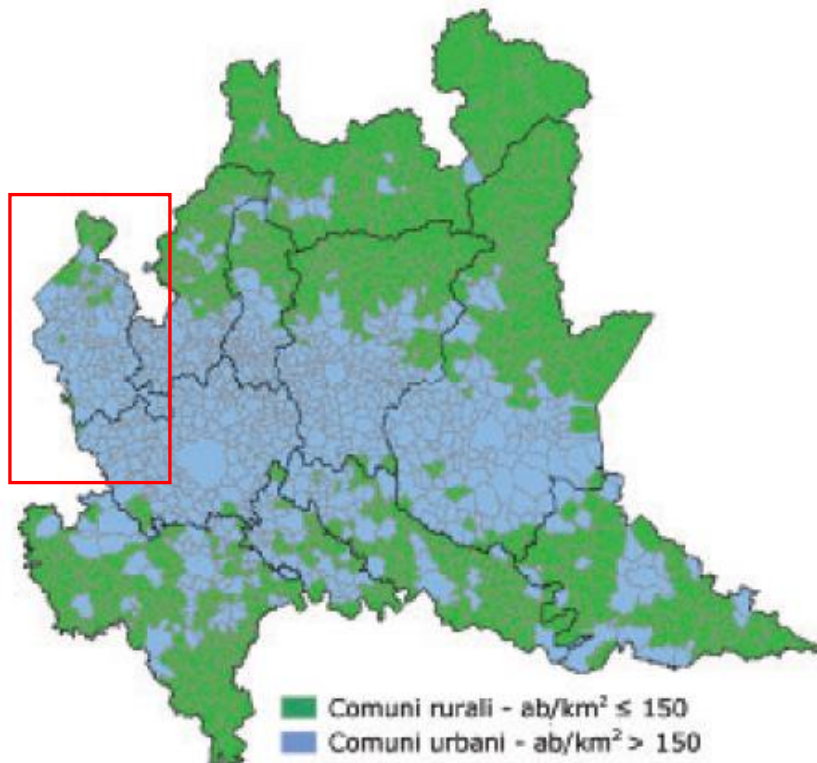 Comuni rurali - ab/km² ≤ 150
Comuni urbani - ab/km² > 150